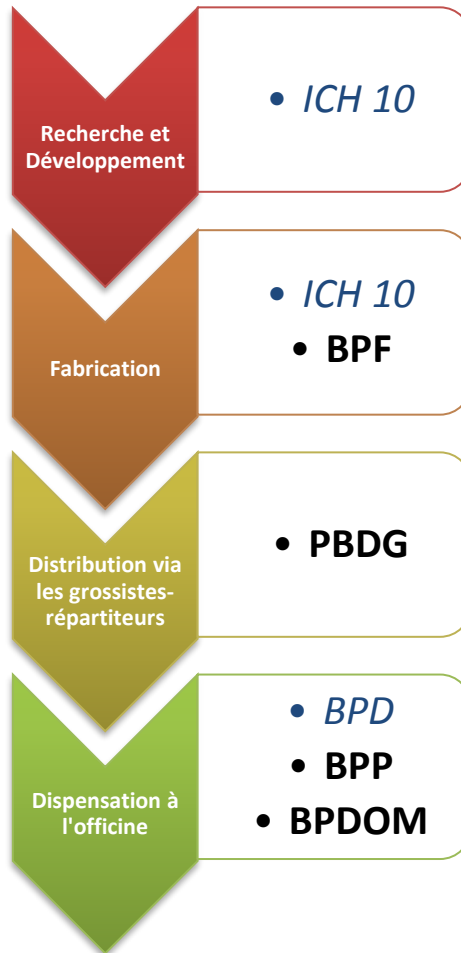 Recherche et
Développement
• ICH 10
Fabrication
• ICH 10
• BPF
Distribution via
les grossistes-
répartiteurs
• PBDG
Dispensation à
l'officine
• BPD
• BPP
• BPDOM